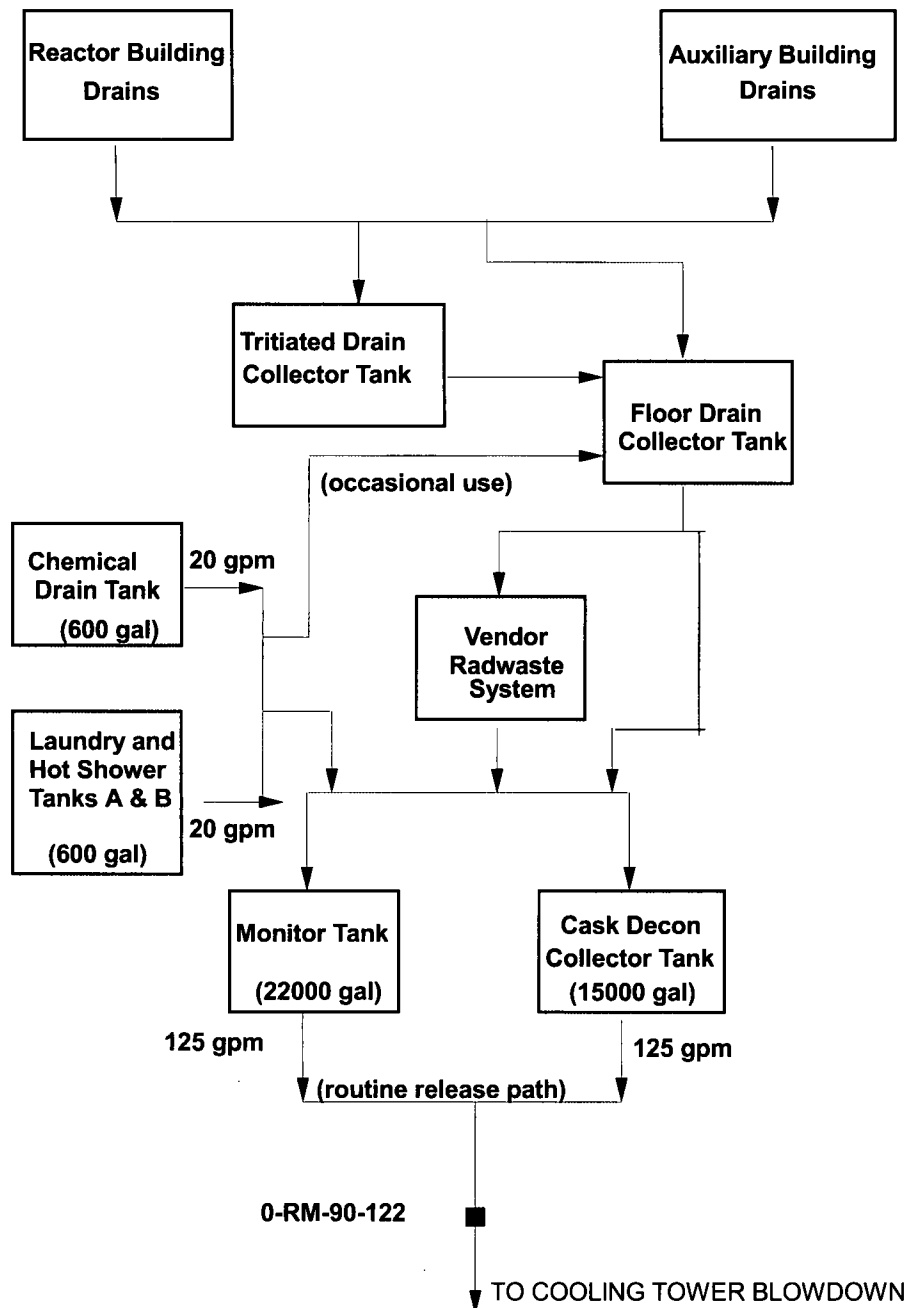 Reactor Building
Drains
Auxiliary Building
Drains
Tritiated Drain
Collector Tank
Floor Drain
Collector Tank
(occasional use)
Chemical
Drain Tank
(600 gal)
20 gpm
Vendor
Radwaste
System
Laundry and
Hot Shower
Tanks A & B
(600 gal)
20 gpm
Monitor Tank
(22000 gal)
Cask Decon
Collector Tank
(15000 gal)
125 gpm
125 gpm
(routine release path)
0-RM-90-122
TO COOLING TOWER BLOWDOWN